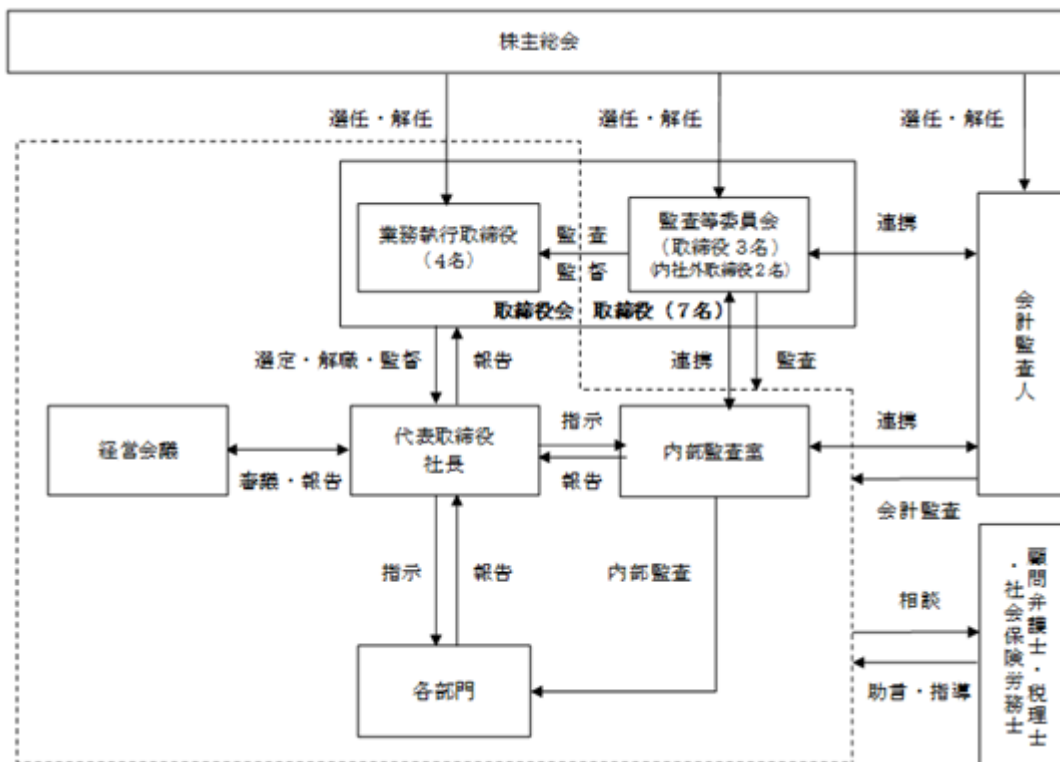 株主総会
選任・解任
選任・解任
選任・解任
業務執行取締役
（4名）
監査
監督
監査等委員会
（取締役3名）
（内社外取締役2名）
連携
取締役会　取締役（7名）
会計監査人
選定・解職・監督
報告
連携
監査
経営会議
審議・報告
代表取締役
社長
指示
報告
内部監査室
連携
会計監査
指示
報告
内部監査
各部門
相談
助言・指導
顧問弁護士・税理士
・社会保険労務士